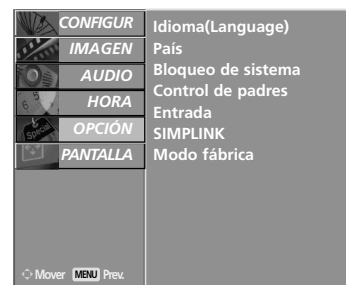 CONFIGUR
IMAGEN
AUDIO
HORA
Special
OPCIÓN
PANTALLA
Mover MENU Prev.
Idioma(Language)
País
Bloqueo de sistema
Control de padres
Entrada
SIMPLINK
Modo fábrica